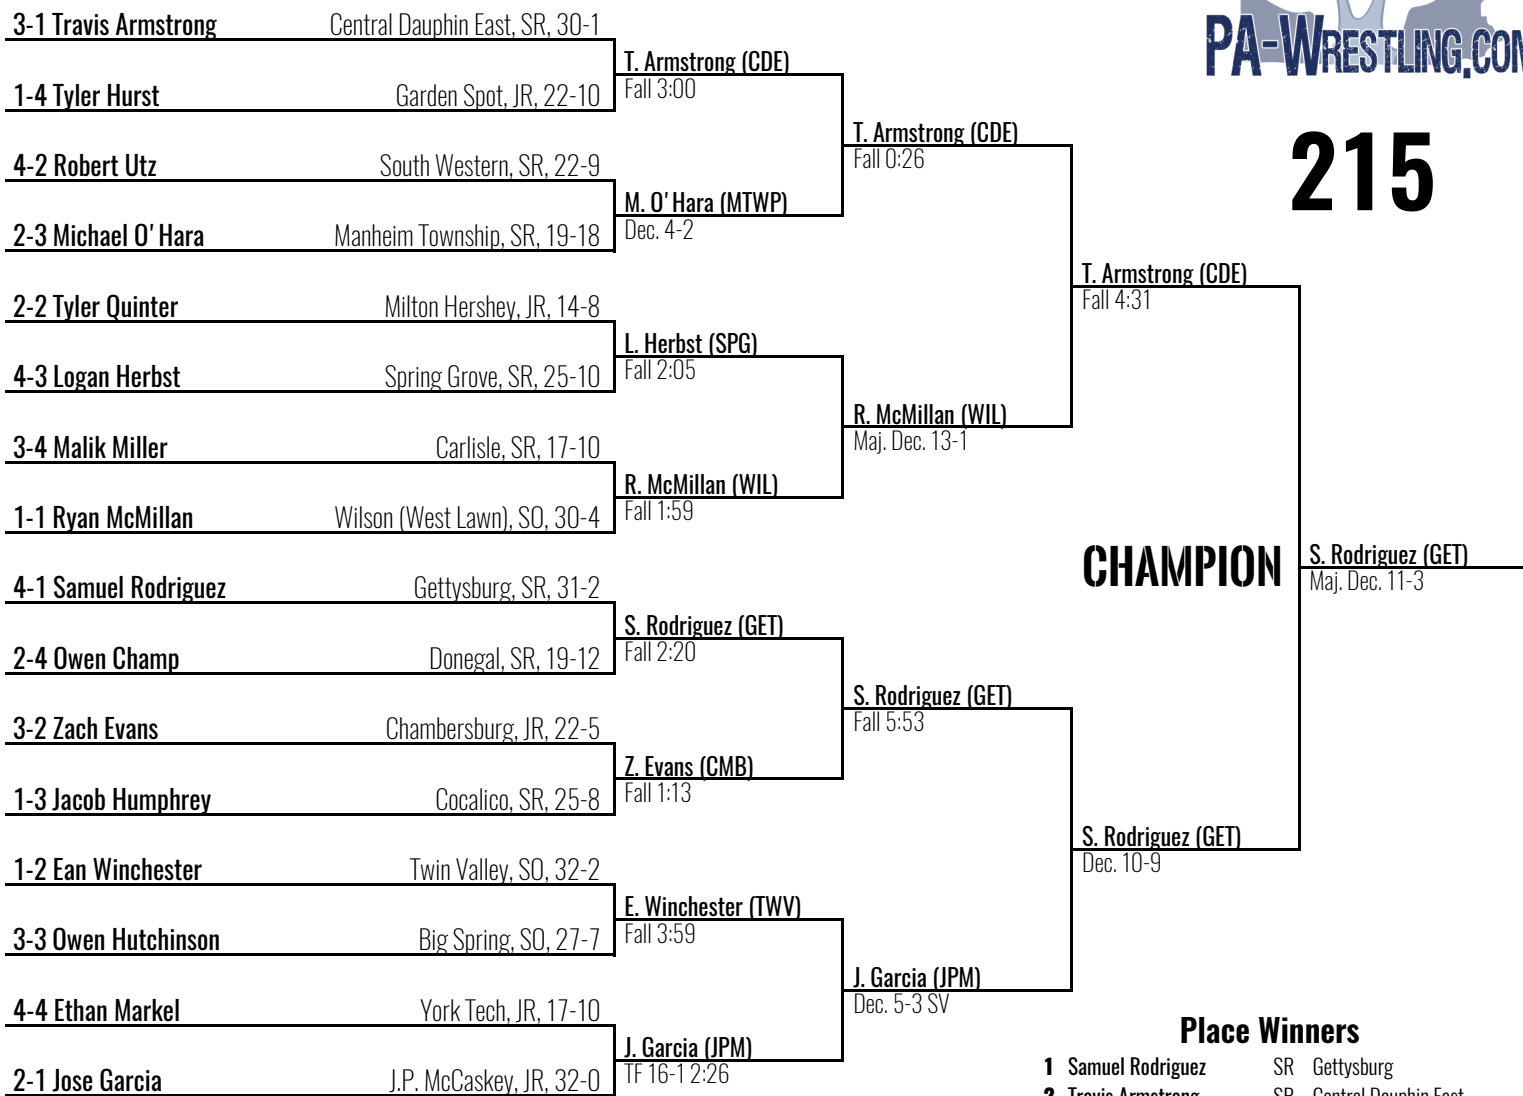 PA-WRESTLING.COM
215
3-1 Travis Armstrong Central Dauphin East, SR, 30-1
1-4 Tyler Hurst Garden Spot, JR, 22-10
4-2 Robert Utz South Western, SR, 22-9
2-3 Michael O'Hara Manheim Township, SR, 19-18
2-2 Tyler Quinter Milton Hershey, JR, 14-8
4-3 Logan Herbst Spring Grove, SR, 25-10
3-4 Malik Miller Carlisle, SR, 17-10
1-1 Ryan McMillan Wilson (West Lawn), SO, 30-4
4-1 Samuel Rodriguez Gettysburg, SR, 31-2
2-4 Owen Champ Donegal, SR, 19-12
3-2 Zach Evans Chambersburg, JR, 22-5
1-3 Jacob Humphrey Cocalico, SR, 25-8
1-2 Ean Winchester Twin Valley, SO, 32-2
3-3 Owen Hutchinson Big Spring, SO, 27-7
4-4 Ethan Markel York Tech, JR, 17-10
2-1 Jose Garcia J.P. McCaskey, JR, 32-0
T. Armstrong (CDE)
Fall 3:00
M. O'Hara (MTWP)
Dec. 4-2
L. Herbst (SPG)
Fall 2:05
R. McMillan (WIL)
Fall 1:59
S. Rodriguez (GET)
Fall 2:20
Z. Evans (CMB)
Fall 1:13
E. Winchester (TWV)
Fall 3:59
J. Garcia (JPM)
TF 16-1 2:26
T. Armstrong (CDE)
Fall 0:26
R. McMillan (WIL)
Maj. Dec. 13-1
S. Rodriguez (GET)
Fall 5:53
J. Garcia (JPM)
Dec. 5-3 SV
T. Armstrong (CDE)
Fall 4:31
S. Rodriguez (GET)
Dec. 10-9
CHAMPION
S. Rodriguez (GET)
Maj. Dec. 11-3
Place Winners
1 Samuel Rodriguez SR Gettysburg
2 Travis Armstrong SR Central Dauphin East